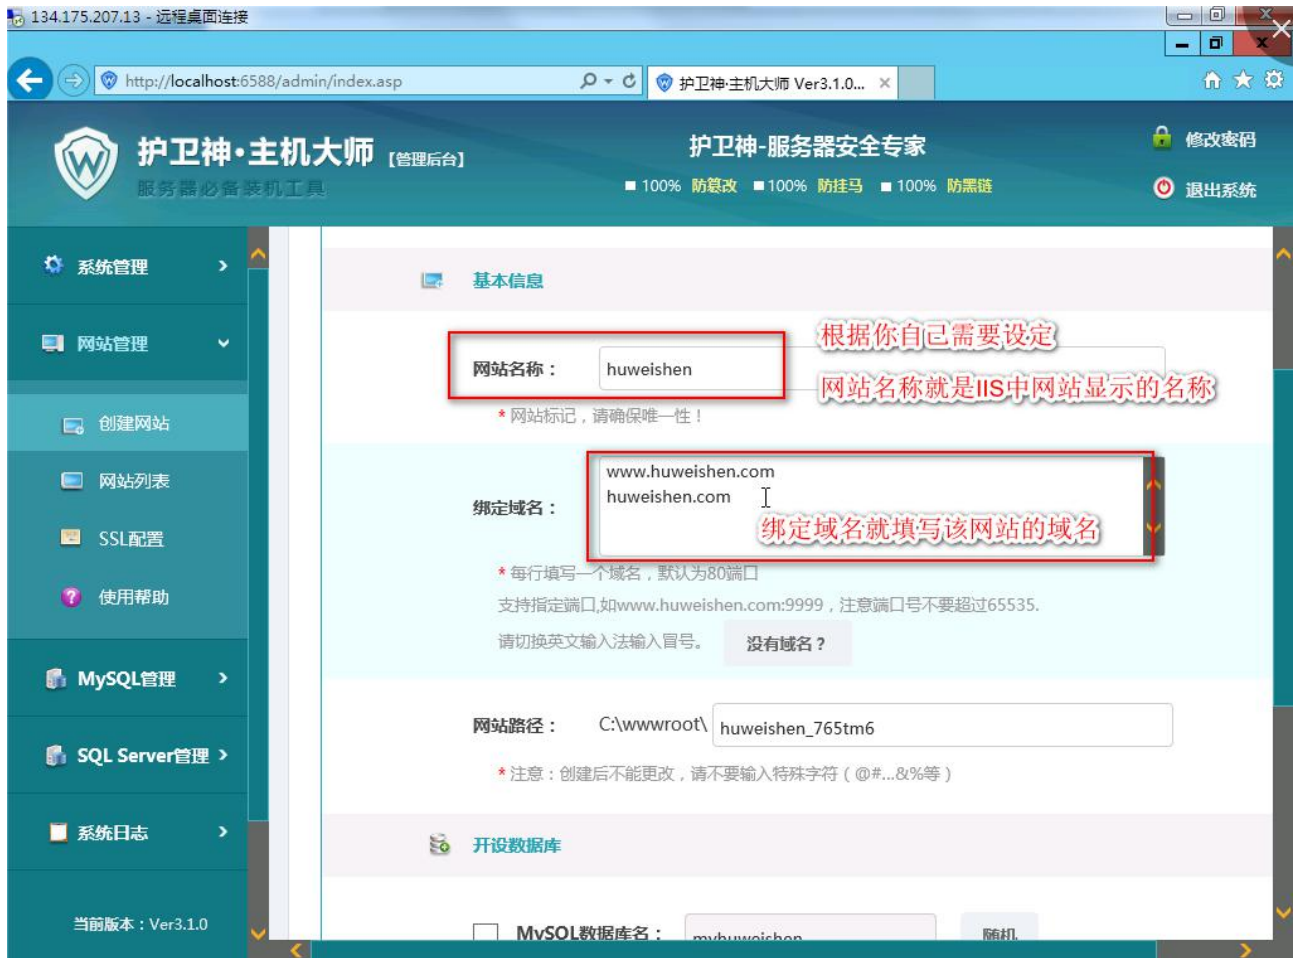 134.175.207.13 - 远程桌面连接
http://localhost:6588/admin/index.asp
护卫神·主机大师 Ver3.1.0...
护卫神·主机大师 【管理后台】
服务器必备装机工具
护卫神-服务器安全专家
100% 防篡改 100% 防挂马 100% 防黑链
修改密码
退出系统
系统管理
网站管理
创建网站
网站列表
SSL配置
使用帮助
MySQL管理
SQL Server管理
系统日志
当前版本：Ver3.1.0
基本信息
根据你自己需要设定
网站名称： huweishen
网站名称就是IIS中网站显示的名称
* 网站标记，请确保唯一性！
www.huweishen.com
huweishen.com
绑定域名：
绑定域名就填写该网站的域名
* 每行填写一个域名，默认为80端口
支持指定端口,如www.huweishen.com:9999，注意端口号不要超过65535.
请切换英文输入法输入冒号。 没有域名？
网站路径： C:\wwwroot\ huweishen_765tm6
* 注意：创建后不能更改，请不要输入特殊字符（@#...&%等）
开设数据库
MySQL数据库名： myhuweishen 随机